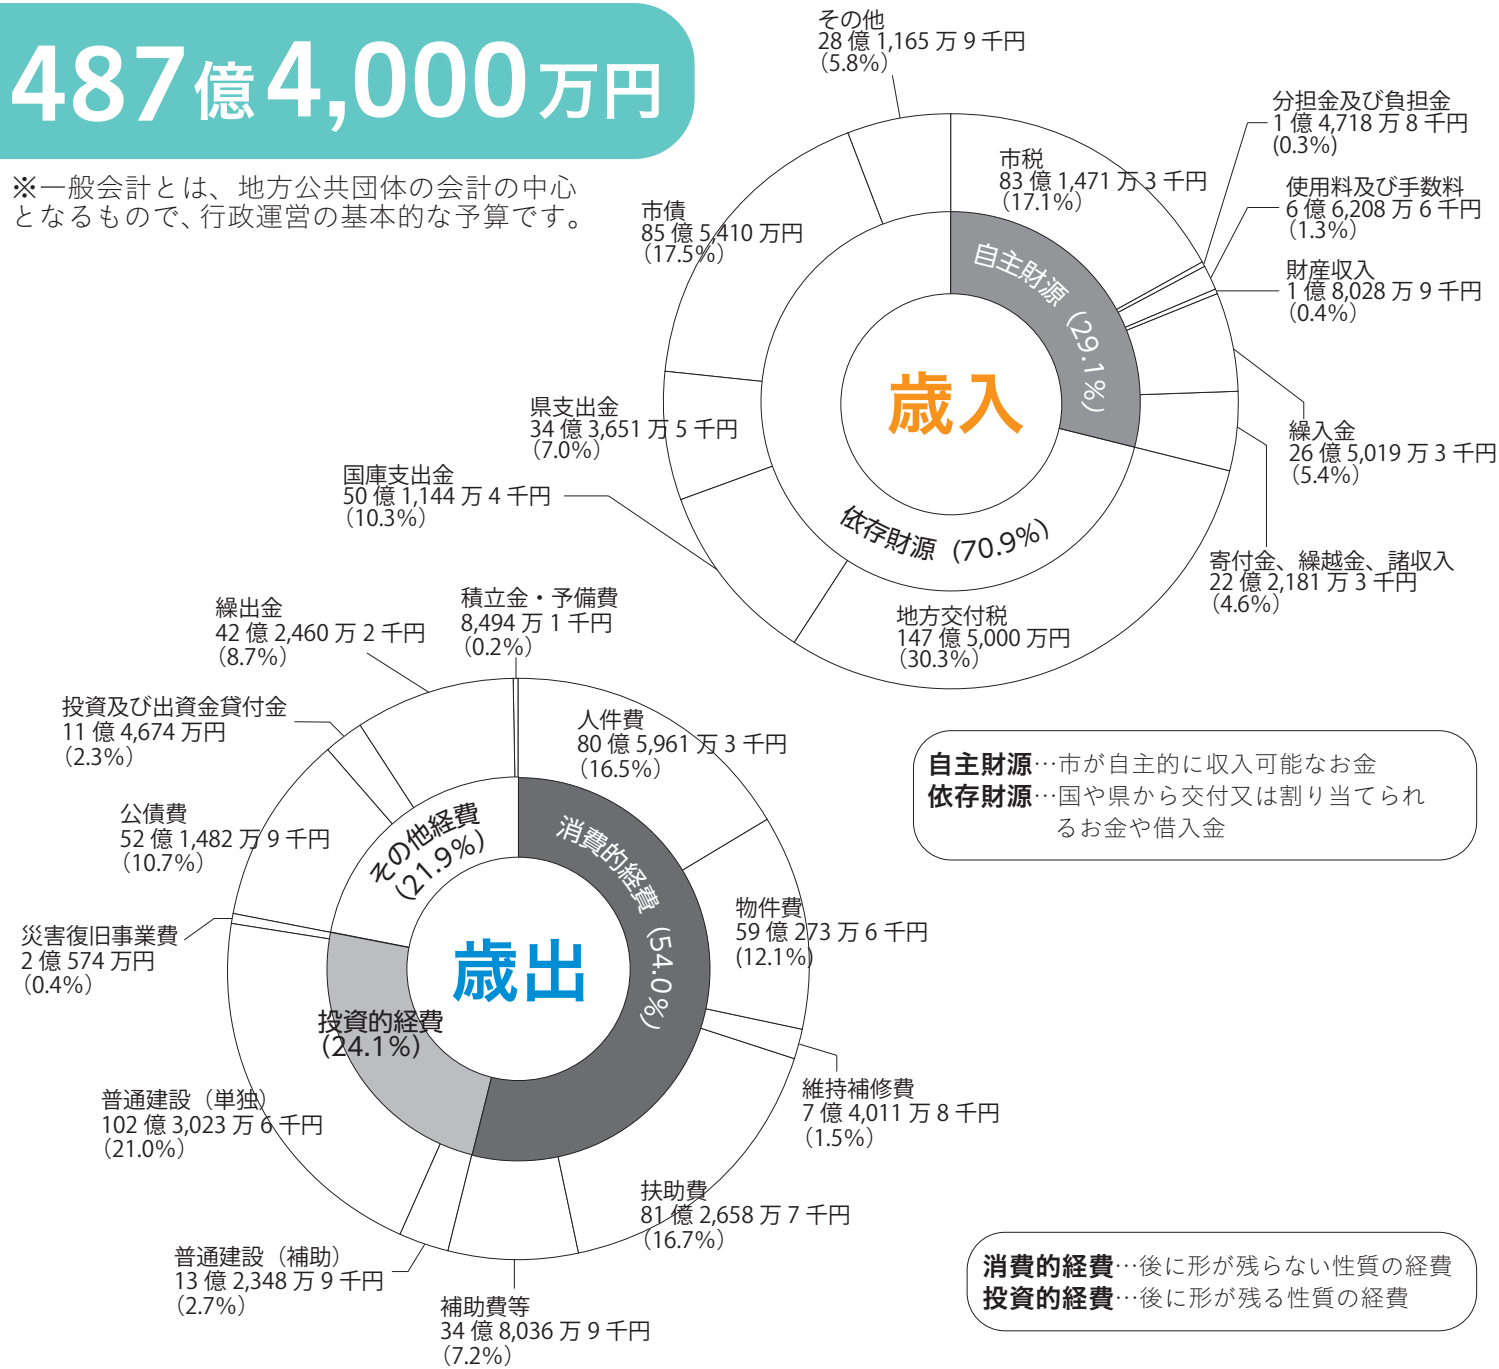 487億4,000万円
※一般会計とは、地方公共団体の会計の中心
となるもので、行政運営の基本的な予算です。
その他
28億1,165万9千円
（5.8%）
市税
83億1,471万3千円
（17.1%）
分担金及び負担金
1億4,718万8千円
(0.3%)
使用料及び手数料
6億6,208万6千円
（1.3%）
財産収入
1億8,028万9千円
（0.4%）
繰入金
26億5,019万3千円
（5.4%）
寄付金、繰越金、諸収入
22億2,181万3千円
（4.6%）
市債
85億5,410万円
（17.5%）
県支出金
34億3,651万5千円
（7.0%）
国庫支出金
50億1,144万4千円
（10.3%）
地方交付税
147億5,000万円
（30.3%）
自主財源（29.1%）
依存財源（70.9%）
歳入
自主財源…市が自主的に収入可能なお金
依存財源…国や県から交付又は割り当てられ
るお金や借入金
積立金・予備費
8,494万1千円
（0.2%）
繰出金
42億2,460万2千円
（8.7%）
投資及び出資金貸付金
11億4,674万円
（2.3%）
公債費
52億1,482万9千円
（10.7%）
災害復旧事業費
2億574万円
（0.4%）
普通建設（単独）
102億3,023万6千円
（21.0%）
普通建設（補助）
13億2,348万9千円
（2.7%）
補助費等
34億8,036万9千円
（7.2%）
扶助費
81億2,658万7千円
（16.7%）
維持補修費
7億4,011万8千円
（1.5%）
物件費
59億273万6千円
(12.1%)
人件費
80億5,961万3千円
（16.5%）
その他経費
（21.9%）
消費的経費（54.0%）
投資的経費
（24.1%）
歳出
消費的経費…後に形が残らない性質の経費
投資的経費…後に形が残る性質の経費